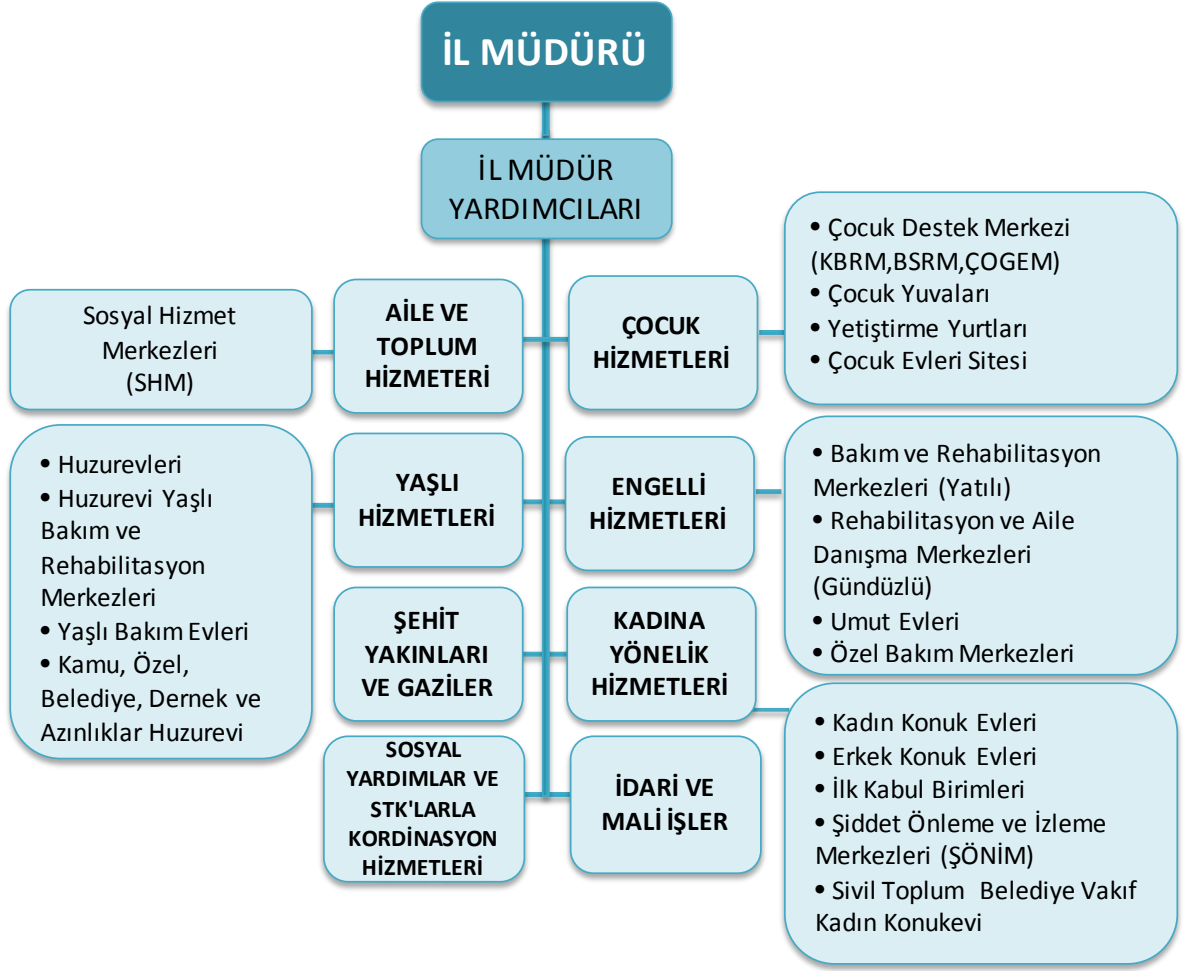 İL MÜDÜRÜ
İL MÜDÜR
YARDIMCILARI
Sosyal Hizmet
Merkezleri
(SHM)
AİLE VE
TOPLUM
HİZMETERİ
ÇOCUK
HİZMETLERİ
• Çocuk Destek Merkezi
(KBRM,BSRM,ÇOGEM)
• Çocuk Yuvaları
• Yetiştirme Yurtları
• Çocuk Evleri Sitesi
• Huzurevleri
• Huzurevi Yaşlı
Bakım ve
Rehabilitasyon
Merkezleri
• Yaşlı Bakım Evleri
• Kamu, Özel,
Belediye, Dernek ve
Azınlıklar Huzurevi
YAŞLI
HİZMETLERİ
ENGELLİ
HİZMETLERİ
• Bakım ve Rehabilitasyon
Merkezleri (Yatılı)
• Rehabilitasyon ve Aile
Danışma Merkezleri
(Gündüzlü)
• Umut Evleri
• Özel Bakım Merkezleri
ŞEHİT
YAKINLARI
VE GAZİLER
KADINA
YÖNELİK
HİZMETLERİ
• Kadın Konuk Evleri
• Erkek Konuk Evleri
• İlk Kabul Birimleri
• Şiddet Önleme ve İzleme
Merkezleri (ŞÖNİM)
• Sivil Toplum Belediye Vakıf
Kadın Konukevi
SOSYAL
YARDIMLAR VE
STK'LARLA
KORDİNASYON
HİZMETLERİ
İDARİ VE
MALİ İŞLER